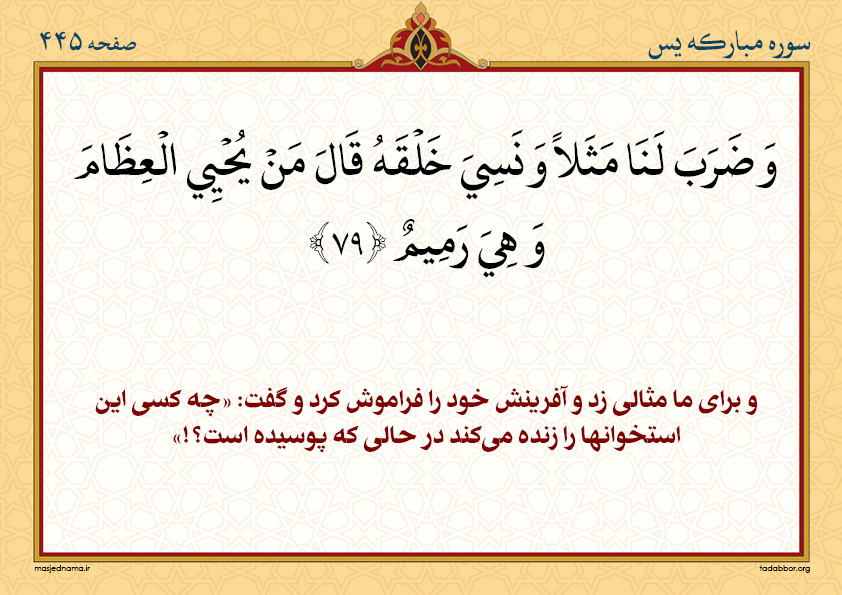 سوره مبارکه یس
صفحه ۴۴۵
وَ ضَرَبَ لَنَا مَثَلاً وَ نَسِيَ خَلْقَهُ قَالَ مَنْ يُحْيِي الْعِظَامَ
وَ هِيَ رَمِيمٌ ﴿۷۹﴾
و برای ما مثالی زد و آفرینش خود را فراموش کرد و گفت: «چه کسی این
استخوانها را زنده می‌کند در حالی که پوسیده است؟!»
masjednama.ir
tadabbor.org